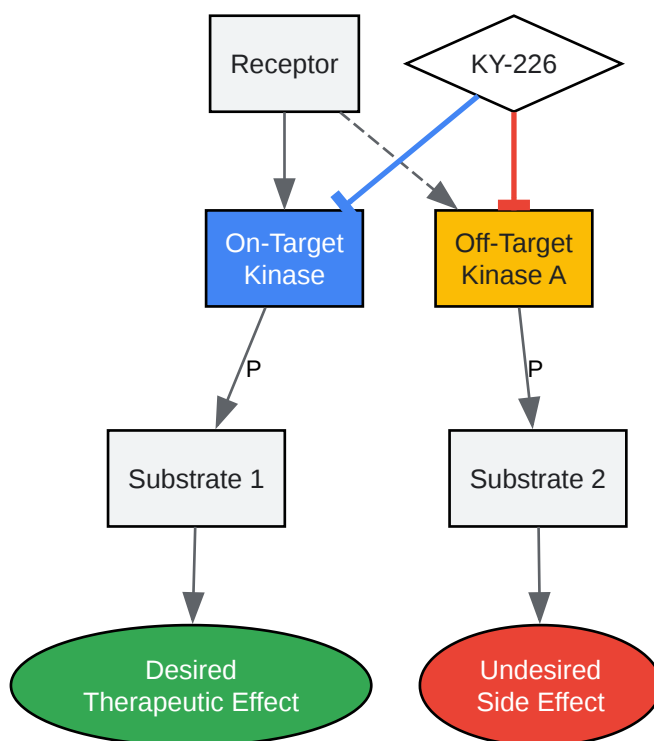 Receptor
KY-226
On-Target
Kinase
Off-Target
Kinase A
P
P
Substrate 1
Substrate 2
Desired
Therapeutic Effect
Undesired
Side Effect